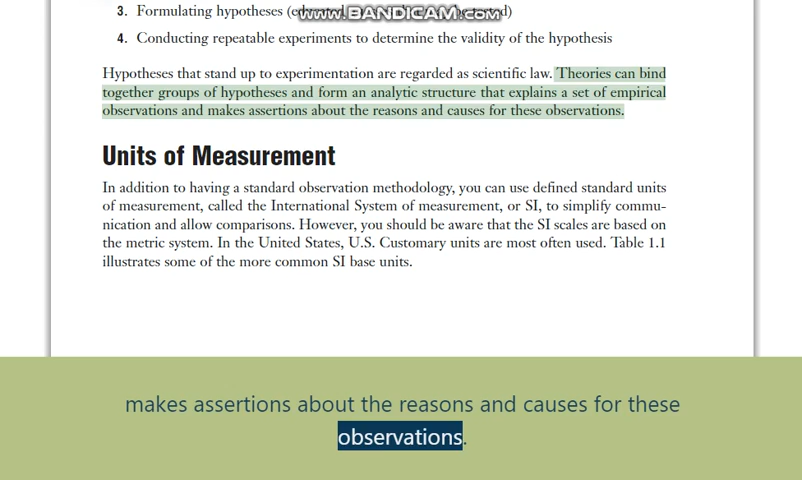 3. Formulating hypotheses (
www.BANDICAM.com
4. Conducting repeatable experiments to determine the validity of the hypothesis
Hypotheses that stand up to experimentation are regarded as scientific law. Theories can bind
together groups of hypotheses and form an analytic structure that explains a set of empirical
observations and makes assertions about the reasons and causes for these observations.
Units of Measurement
In addition to having a standard observation methodology, you can use defined standard units
of measurement, called the International System of measurement, or SI, to simplify commu-
nication and allow comparisons. However, you should be aware that the SI scales are based on
the metric system. In the United States, U.S. Customary units are most often used. Table 1.1
illustrates some of the more common SI base units.
makes assertions about the reasons and causes for these
observations.